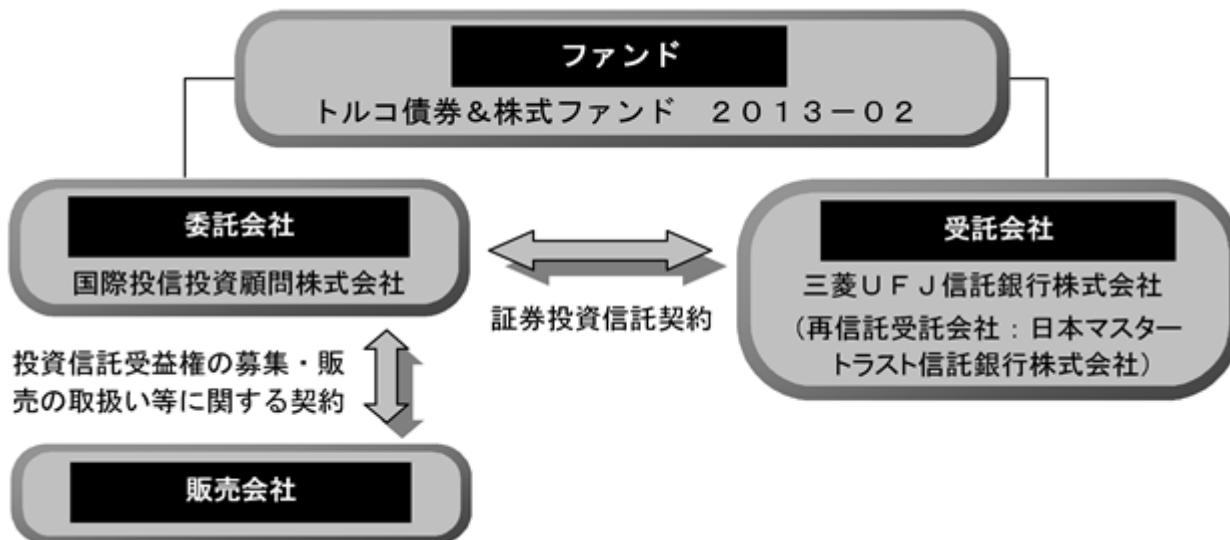 ファンド
トルコ債券&株式ファンド 2013-02
委託会社
国際投信投資顧問株式会社
証券投資信託契約
受託会社
三菱UFJ信託銀行株式会社
(再信託受託会社:日本マスター
トラスト信託銀行株式会社)
投資信託受益権の募集・販
売の取扱い等に関する契約
販売会社